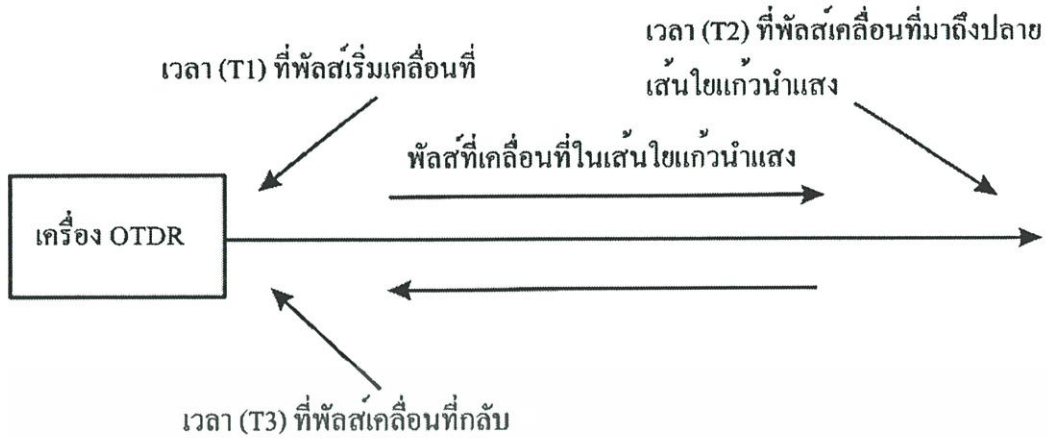 เวลา (T2) ที่พัลส์เคลื่อนที่มาถึงปลาย
เส้นใยแก้วนำแสง
เวลา (T1) ที่พัลส์เริ่มเคลื่อนที่
พัลส์ที่เคลื่อนที่ในเส้นใยแก้วนำแสง
เครื่อง OTDR
เวลา (T3) ที่พัลส์เคลื่อนที่กลับ